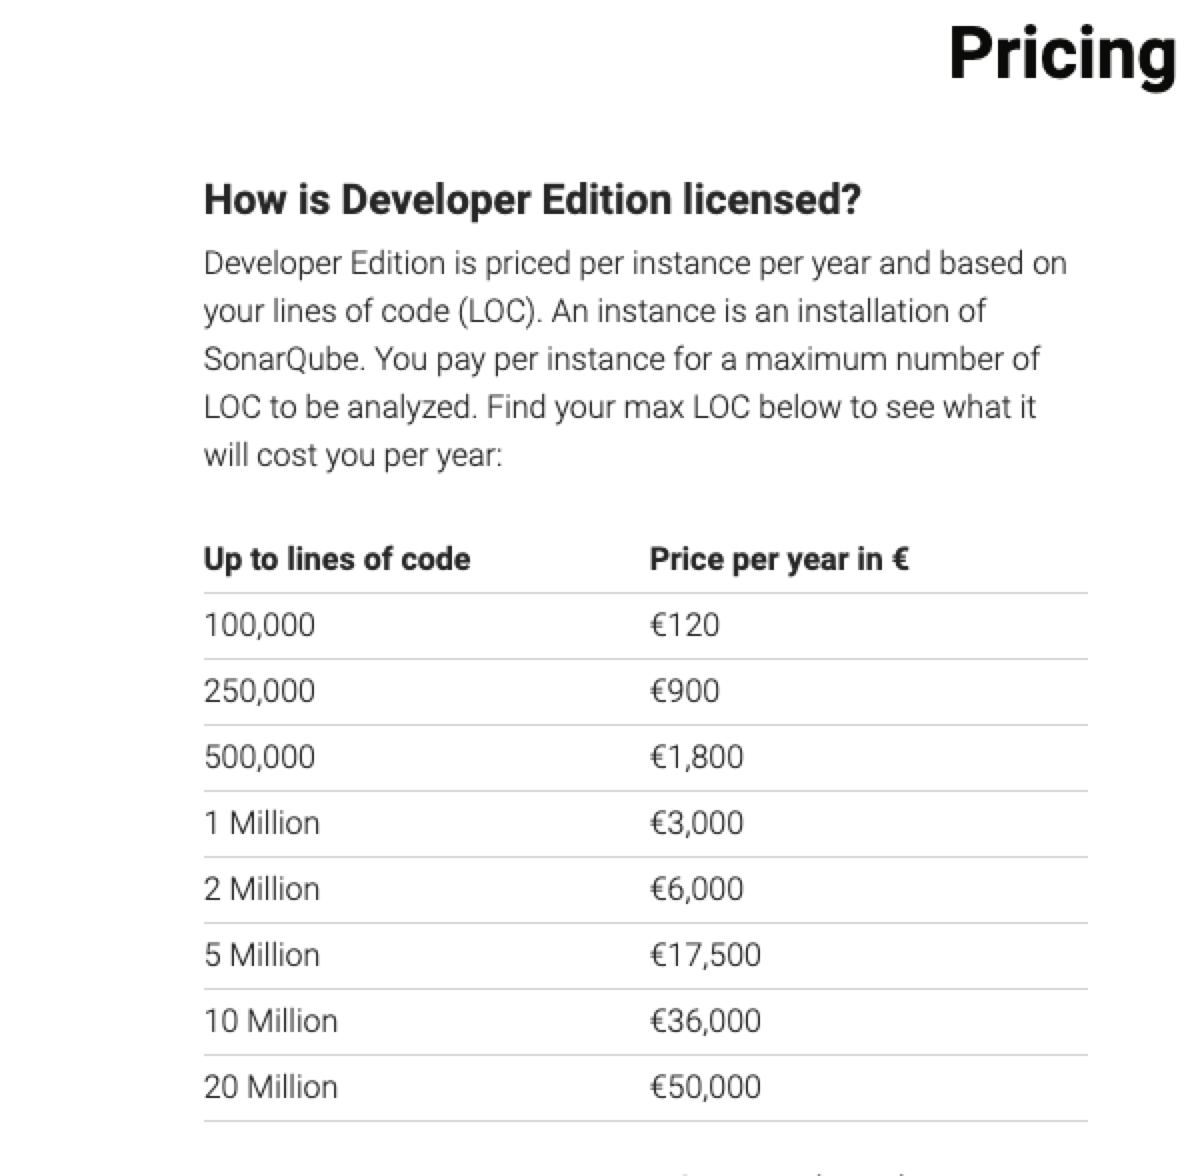 Pricing
How is Developer Edition licensed?
Developer Edition is priced per instance per year and based on
your lines of code (LOC). An instance is an installation of
SonarQube. You pay per instance for a maximum number of
LOC to be analyzed. Find your max LOC below to see what it
will cost you per year:
Up to lines of code Price per year in €
100,000 €120
250,000 €900
500,000 €1,800
1 Million €3,000
2 Million €6,000
5 Million €17,500
10 Million €36,000
20 Million €50,000